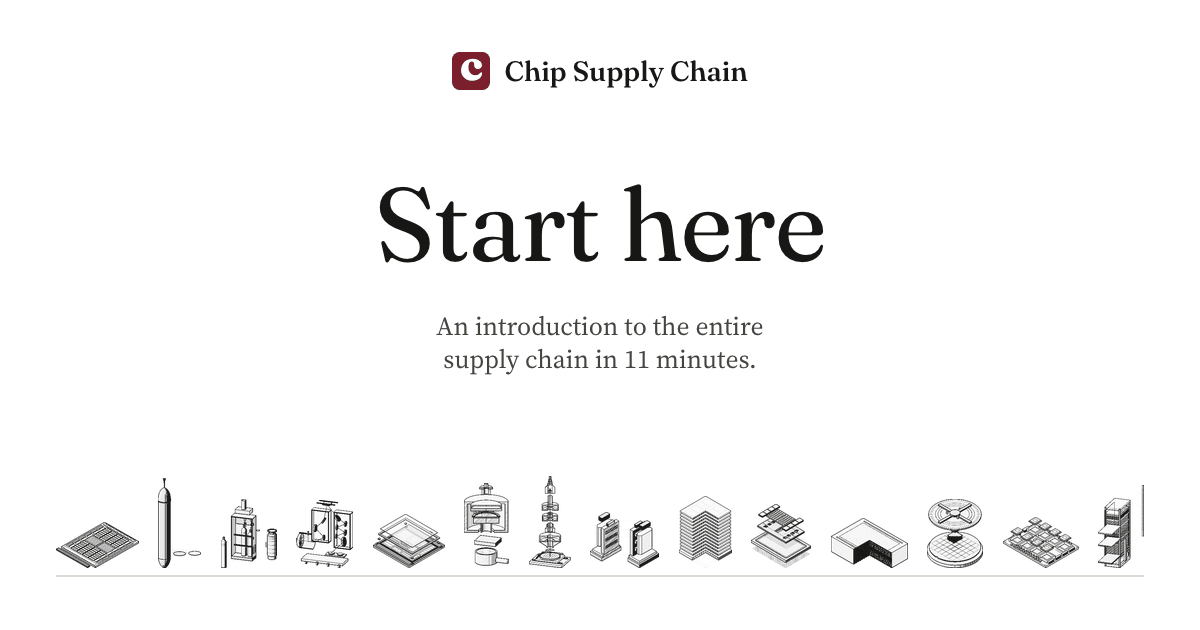 C Chip Supply Chain
Start here
An introduction to the entire
supply chain in 11 minutes.